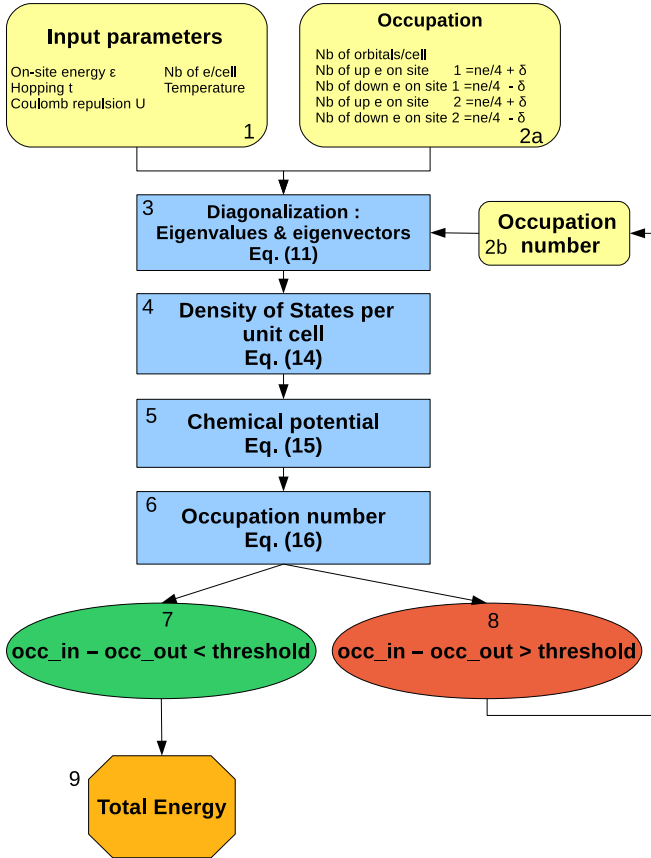 Input parameters
On-site energy ε Nb of e/cell
Hopping t Temperature
Coulomb repulsion U
1
Occupation
Nb of orbitals/cell
Nb of up e on site 1 =ne/4 + δ
Nb of down e on site 1 =ne/4 - δ
Nb of up e on site 2 =ne/4 + δ
Nb of down e on site 2 =ne/4 - δ
2a
3
Diagonalization :
Eigenvalues & eigenvectors
Eq. (11)
Occupation
number
2b
4
Density of States per
unit cell
Eq. (14)
5
Chemical potential
Eq. (15)
6
Occupation number
Eq. (16)
7
occ_in – occ_out < threshold
8
occ_in – occ_out > threshold
9
Total Energy